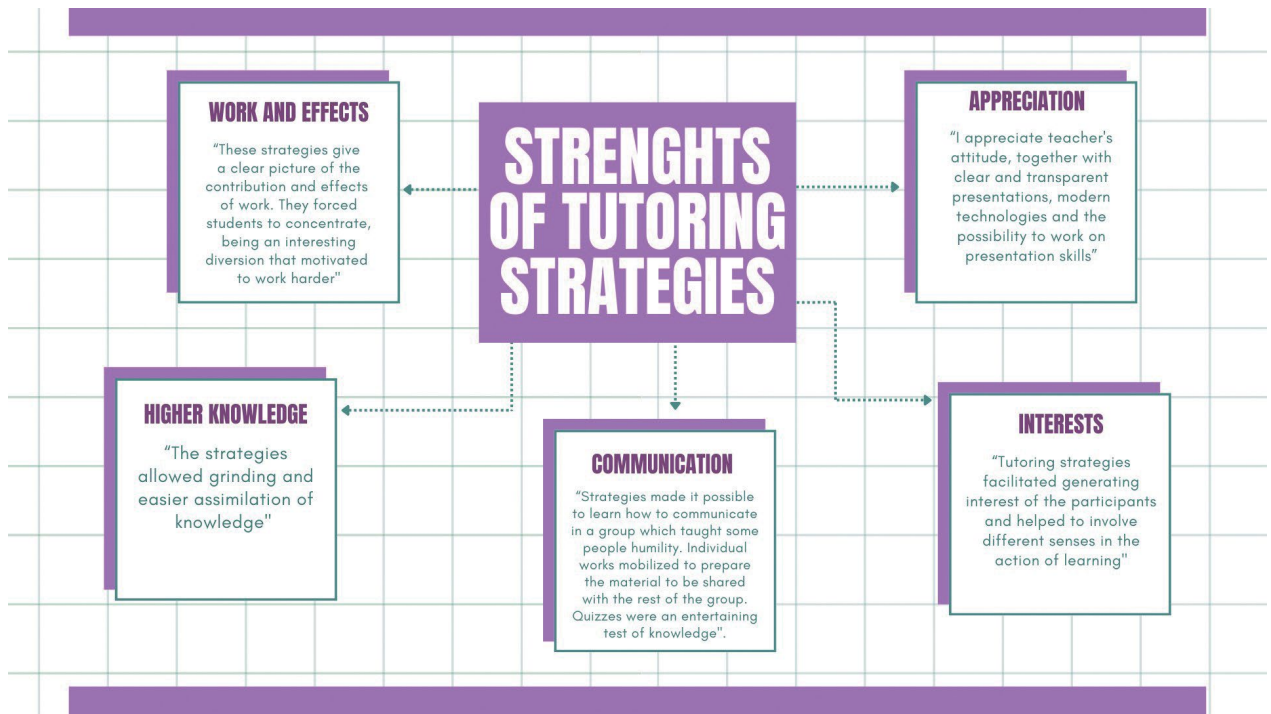 STRENGHTS
OF TUTORING
STRATEGIES
WORK AND EFFECTS
“These strategies give
a clear picture of the
contribution and effects
of work. They forced
students to concentrate,
being an interesting
diversion that motivated
to work harder"
APPRECIATION
“I appreciate teacher's
attitude, together with
clear and transparent
presentations, modern
technologies and the
possibility to work on
presentation skills”
HIGHER KNOWLEDGE
“The strategies
allowed grinding and
easier assimilation of
knowledge"
COMMUNICATION
“Strategies made it possible
to learn how to communicate
in a group which taught some
people humility. Individual
works mobilized to prepare
the material to be shared
with the rest of the group.
Quizzes were an entertaining
test of knowledge".
INTERESTS
“Tutoring strategies
facilitated generating
interest of the participants
and helped to involve
different senses in the
action of learning"